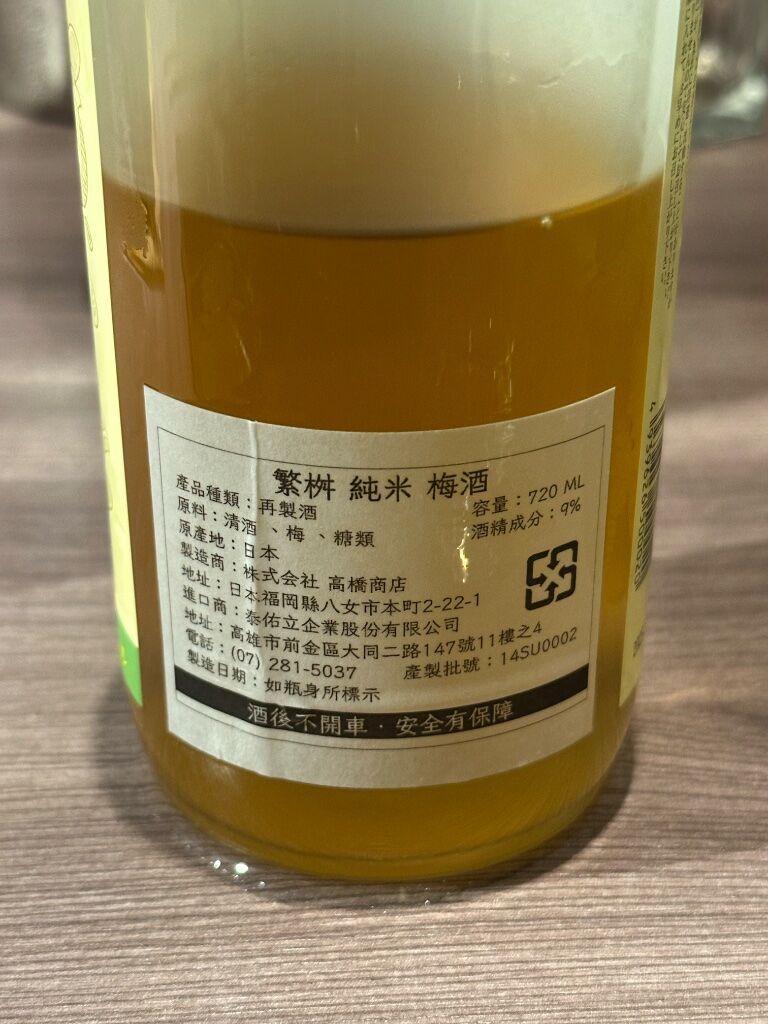 繁桝 純米 梅酒
產品種類：再製酒
容量：720 ML
原料：清酒 、梅 、糖類
酒精成分：9%
原產地：日本
製造商：株式会社 高橋商店
地址：日本福岡縣八女市本町2-22-1
進口商：泰佑立企業股份有限公司
地址：高雄市前金區大同二路147號11樓之4
電話：(07) 281-5037
產製批號：14SU0002
製造日期：如瓶身所標示
酒後不開車．安全有保障